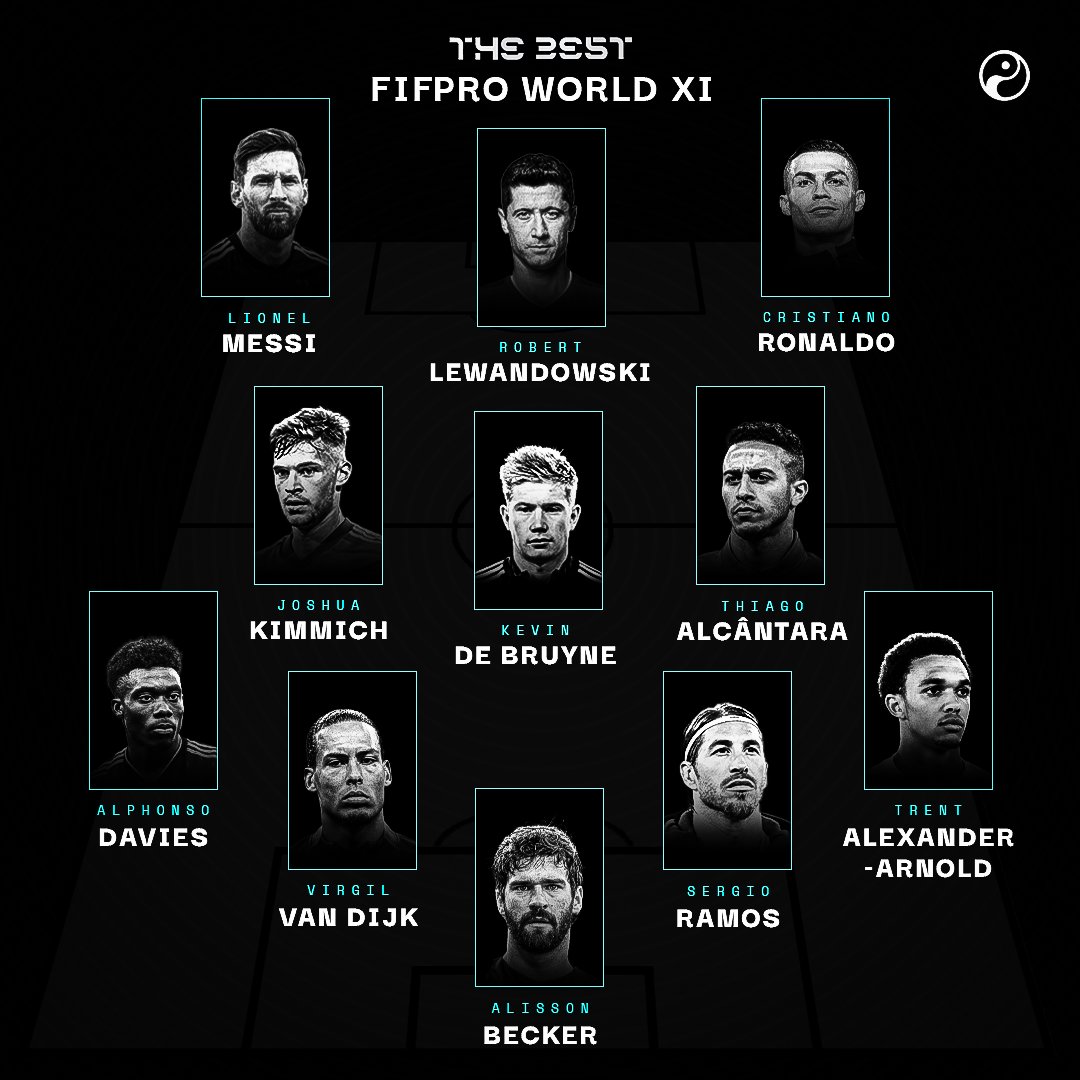 THE BEST
FIFPRO WORLD XI
LIONEL
MESSI
ROBERT
LEWANDOWSKI
CRISTIANO
RONALDO
JOSHUA
KIMMICH
KEVIN
DE BRUYNE
THIAGO
ALCÂNTARA
ALPHONSO
DAVIES
VIRGIL
VAN DIJK
SERGIO
RAMOS
TRENT
ALEXANDER
-ARNOLD
ALISSON
BECKER